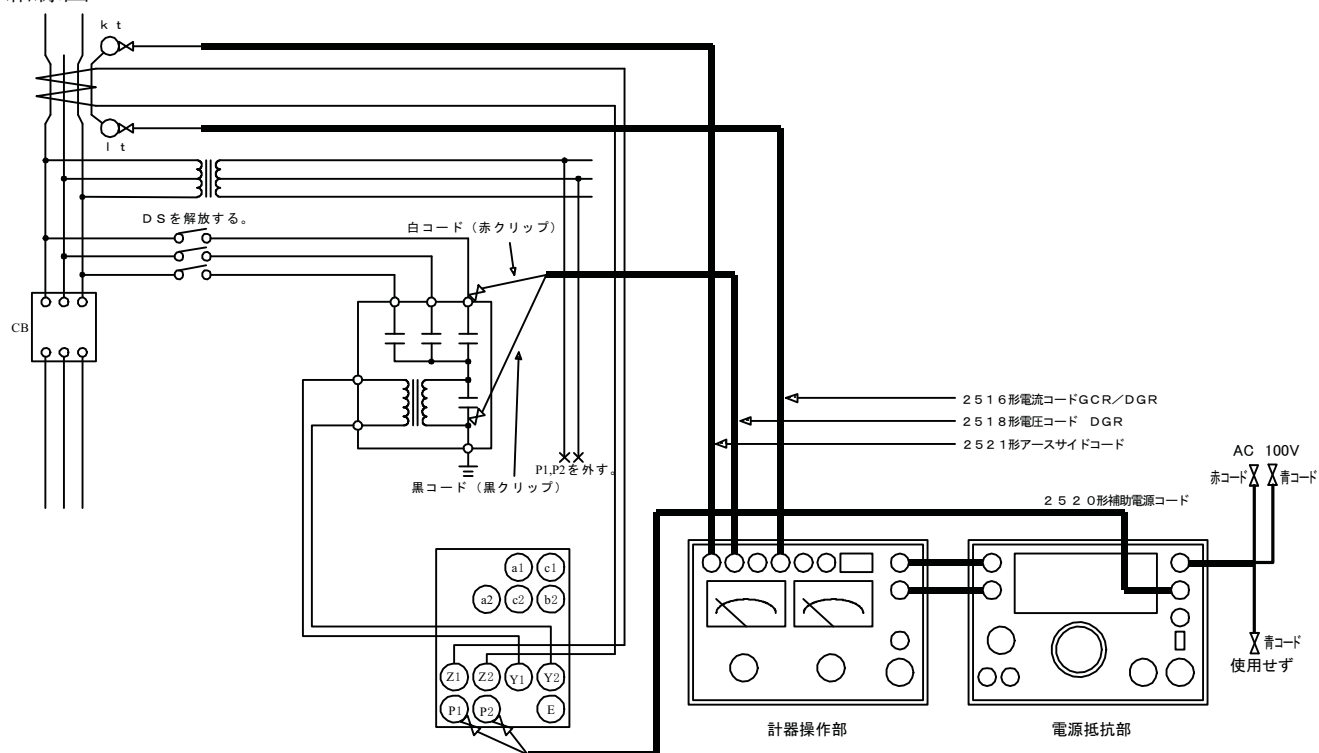 k t
l t
DSを解放する。
白コード（赤クリップ）
CB
2516形電流コードGCR／DGR
2518形電圧コード DGR
2521形アースサイドコード
P1,P2を外す。
黒コード（黒クリップ）
AC 100V
赤コード
青コード
2520形補助電源コード
a1
c1
a2
c2
b2
Z1
Z2
Y1
Y2
P1
P2
E
青コード
使用せず
計器操作部
電源抵抗部